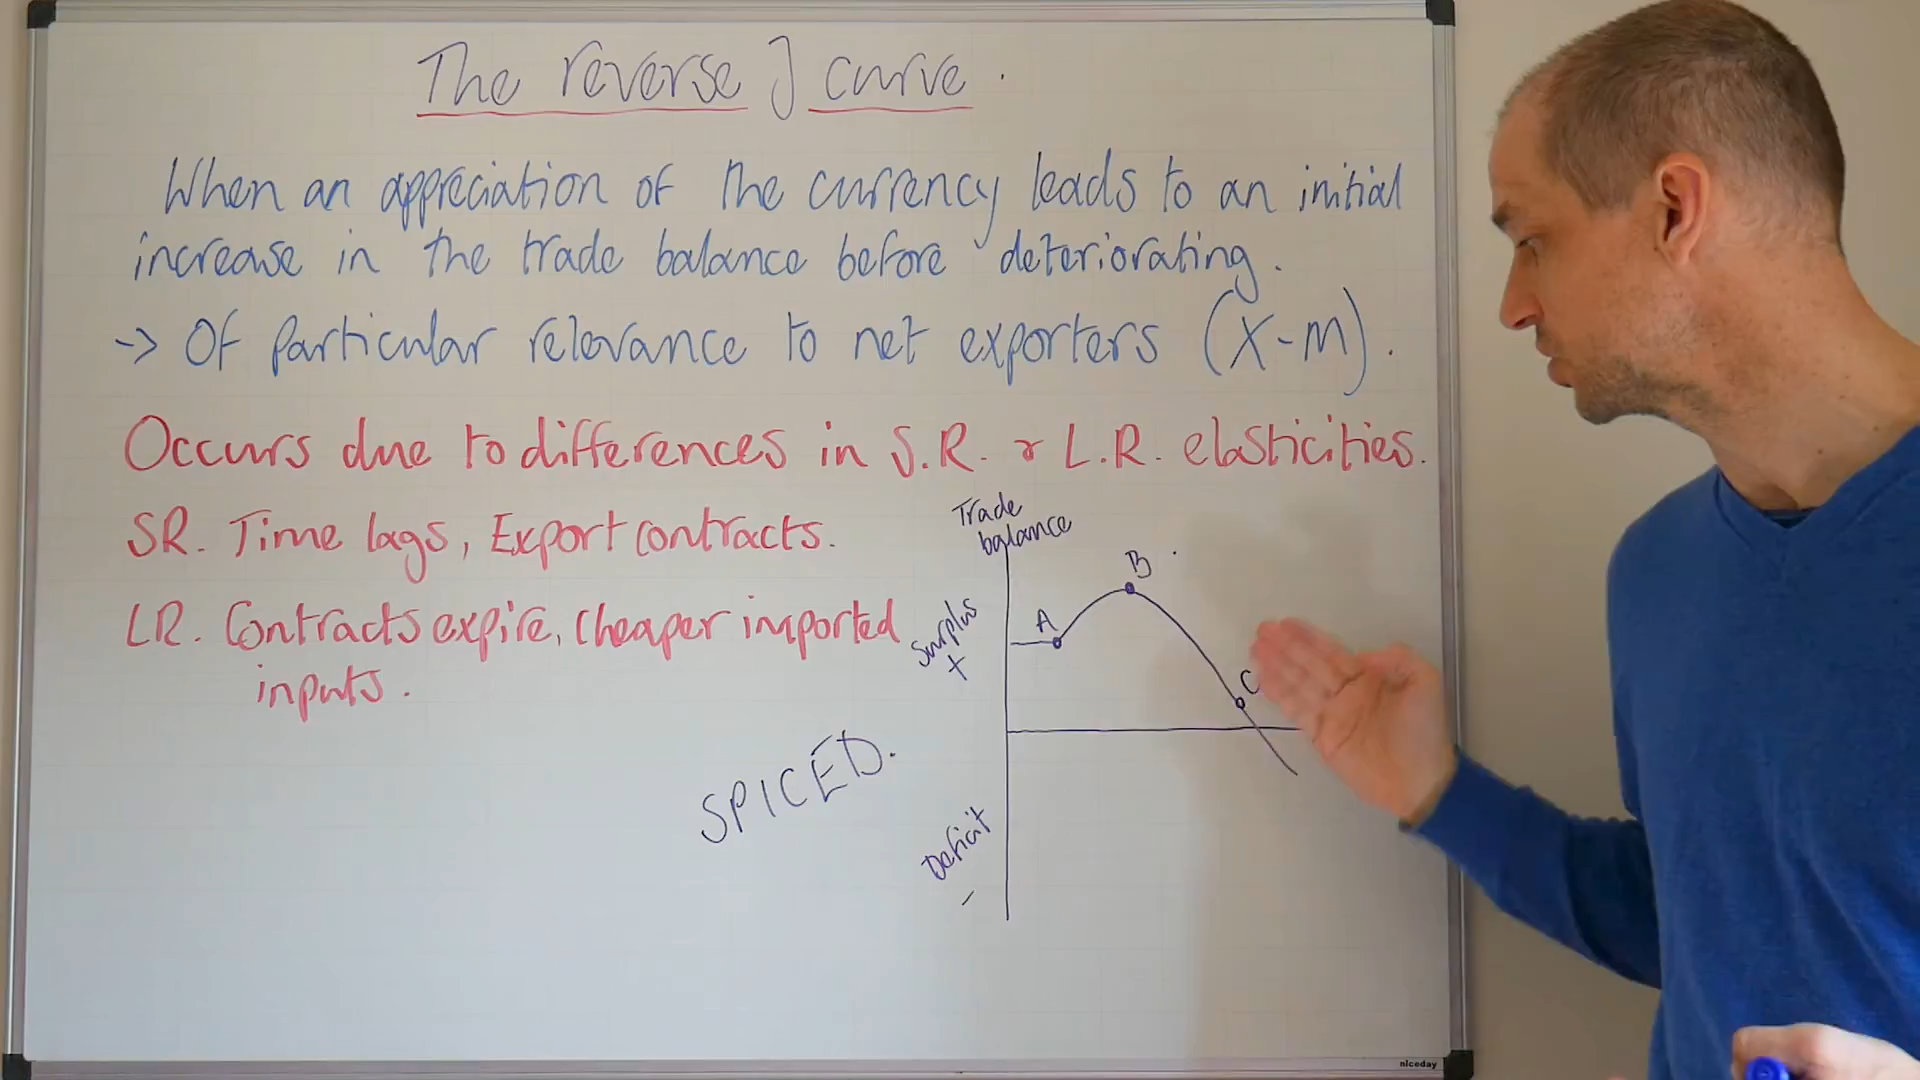 The reverse J curve.
When an appreciation of the currency leads to an initial
increase in the trade balance before deteriorating.
→ Of particular relevance to net exporters (X-M).
Occurs due to differences in S.R. & L.R. elasticities.
SR. Time lags, Export contracts.
LR. Contracts expire, Cheaper imported
inputs.
SPICED.
Trade
balance
Surplus
+
A
B
C
Deficit
-
niceday